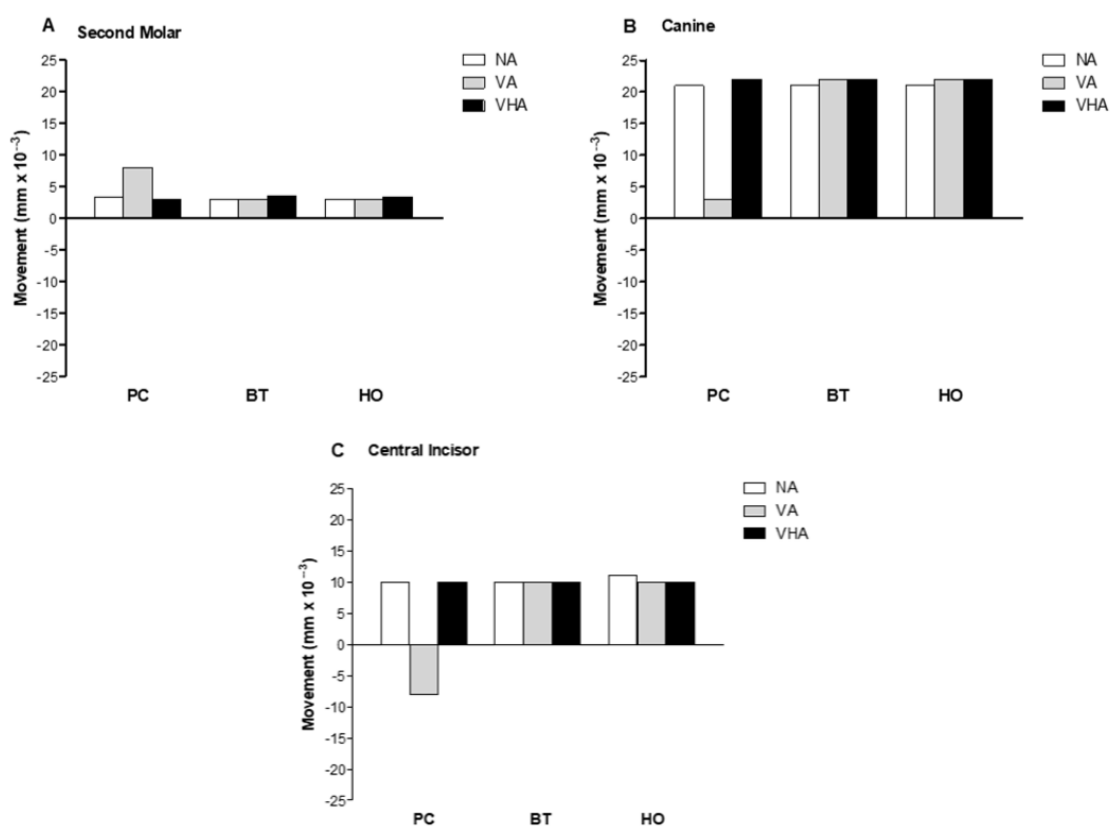 A Second Molar
NA
VA
VHA
Movement (mm x 10⁻³)
25
20
15
10
5
0
-5
-10
-15
-20
-25
PC BT HO
B Canine
NA
VA
VHA
Movement (mm x 10⁻³)
25
20
15
10
5
0
-5
-10
-15
-20
-25
PC BT HO
C Central Incisor
NA
VA
VHA
Movement (mm x 10⁻³)
25
20
15
10
5
0
-5
-10
-15
-20
-25
PC BT HO